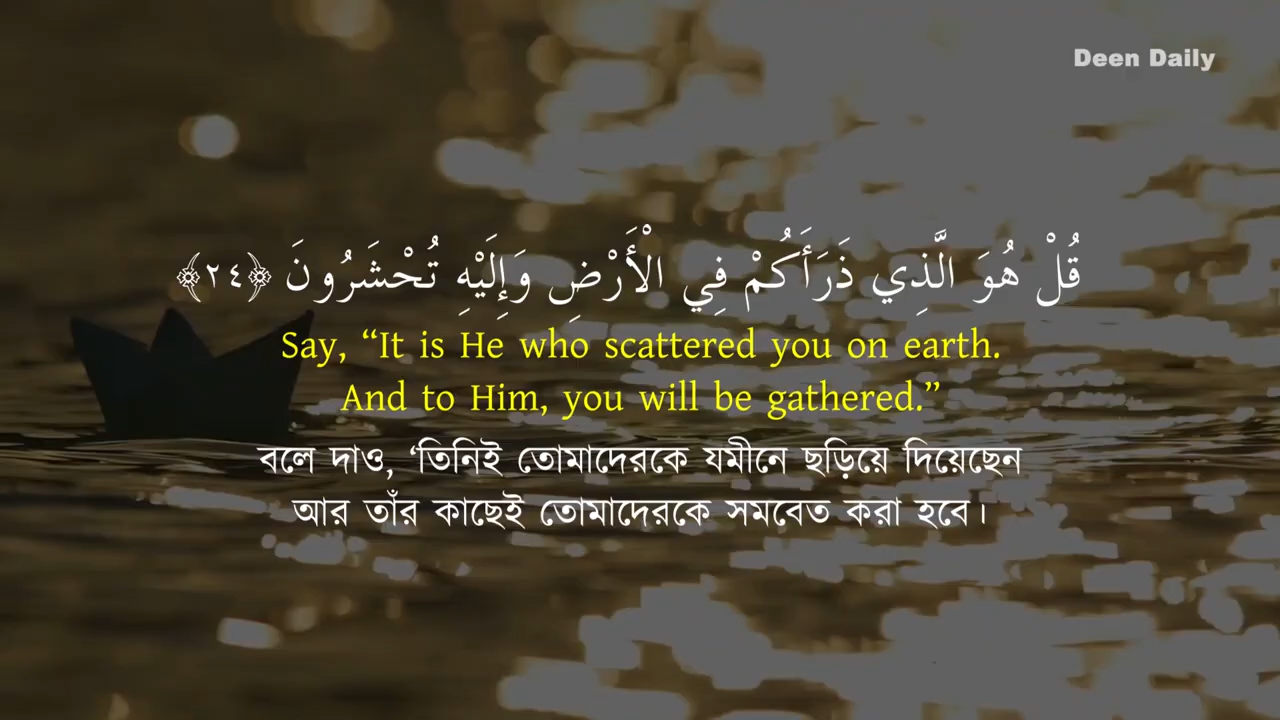 Deen Daily
قُلْ هُوَ الَّذِي ذَرَأَكُمْ فِي الْأَرْضِ وَإِلَيْهِ تُحْشَرُونَ ﴿٢٤﴾
Say, “It is He who scattered you on earth.
And to Him, you will be gathered.”
বলে দাও, ‘তিনিই তোমাদেরকে যমীনে ছড়িয়ে দিয়েছেন
আর তাঁর কাছেই তোমাদেরকে সমবেত করা হবে।